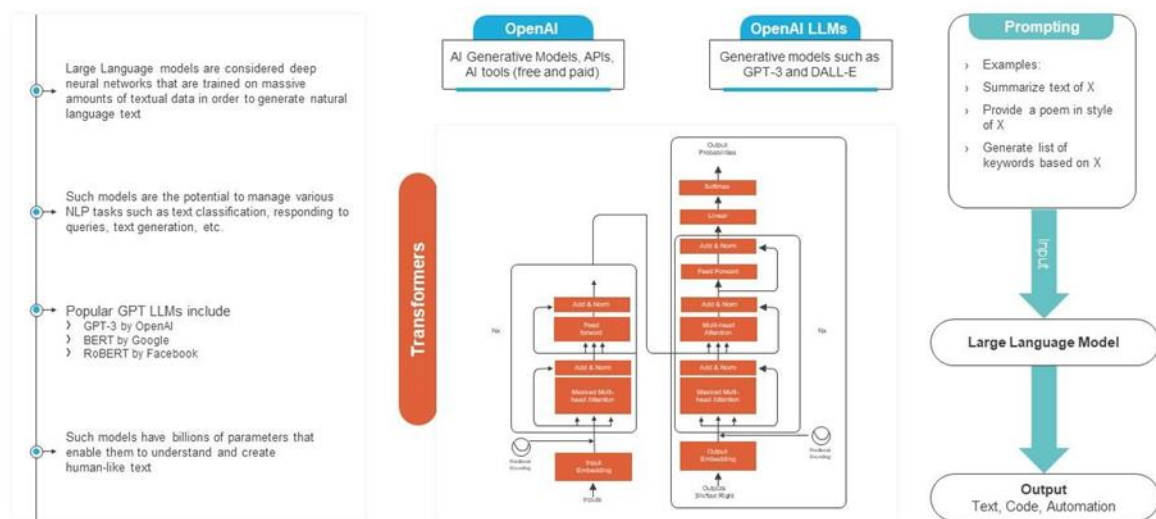 Large Language models are considered deep
neural networks that are trained on massive
amounts of textual data in order to generate natural
language text
Such models are the potential to manage various
NLP tasks such as text classification, responding to
queries, text generation, etc.
Popular GPT LLMs include
GPT-3 by OpenAI
BERT by Google
RoBERT by Facebook
Such models have billions of parameters that
enable them to understand and create
human-like text
OpenAI
AI Generative Models, APIs,
AI tools (free and paid)
OpenAI LLMs
Generative models such as
GPT-3 and DALL-E
Transformers
Output
Probabilities
Softmax
Linear
Add & Norm
Feed Forward
Add & Norm
Multi-head
Attention
Add & Norm
Masked Multi-
head Attention
Nx
Output
Embedding
Outputs
Shifted Right
Nx
Add & Norm
Feed
forward
Add & Norm
Masked Multi-
head Attention
Input
Embedding
Inputs
Prompting
Examples:
Summarize text of X
Provide a poem in style
of X
Generate list of
keywords based on X
Input
Large Language Model
Output
Text, Code, Automation